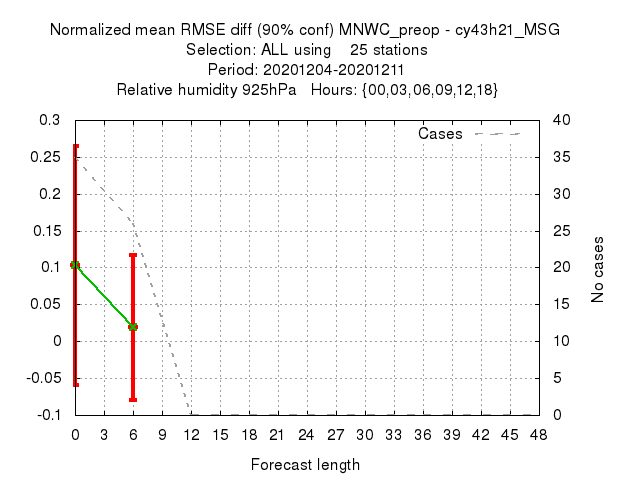 Normalized mean RMSE diff (90% conf) MNWC_preop - cy43h21_MSG
Selection: ALL using    25 stations
Period: 20201204-20201211
Relative humidity 925hPa   Hours: {00,03,06,09,12,18}
Cases
0.3
0.25
0.2
0.15
0.1
0.05
0
-0.05
-0.1
40
35
30
25
20
15
10
5
0
No cases
0 3 6 9 12 15 18 21 24 27 30 33 36 39 42 45 48
Forecast length